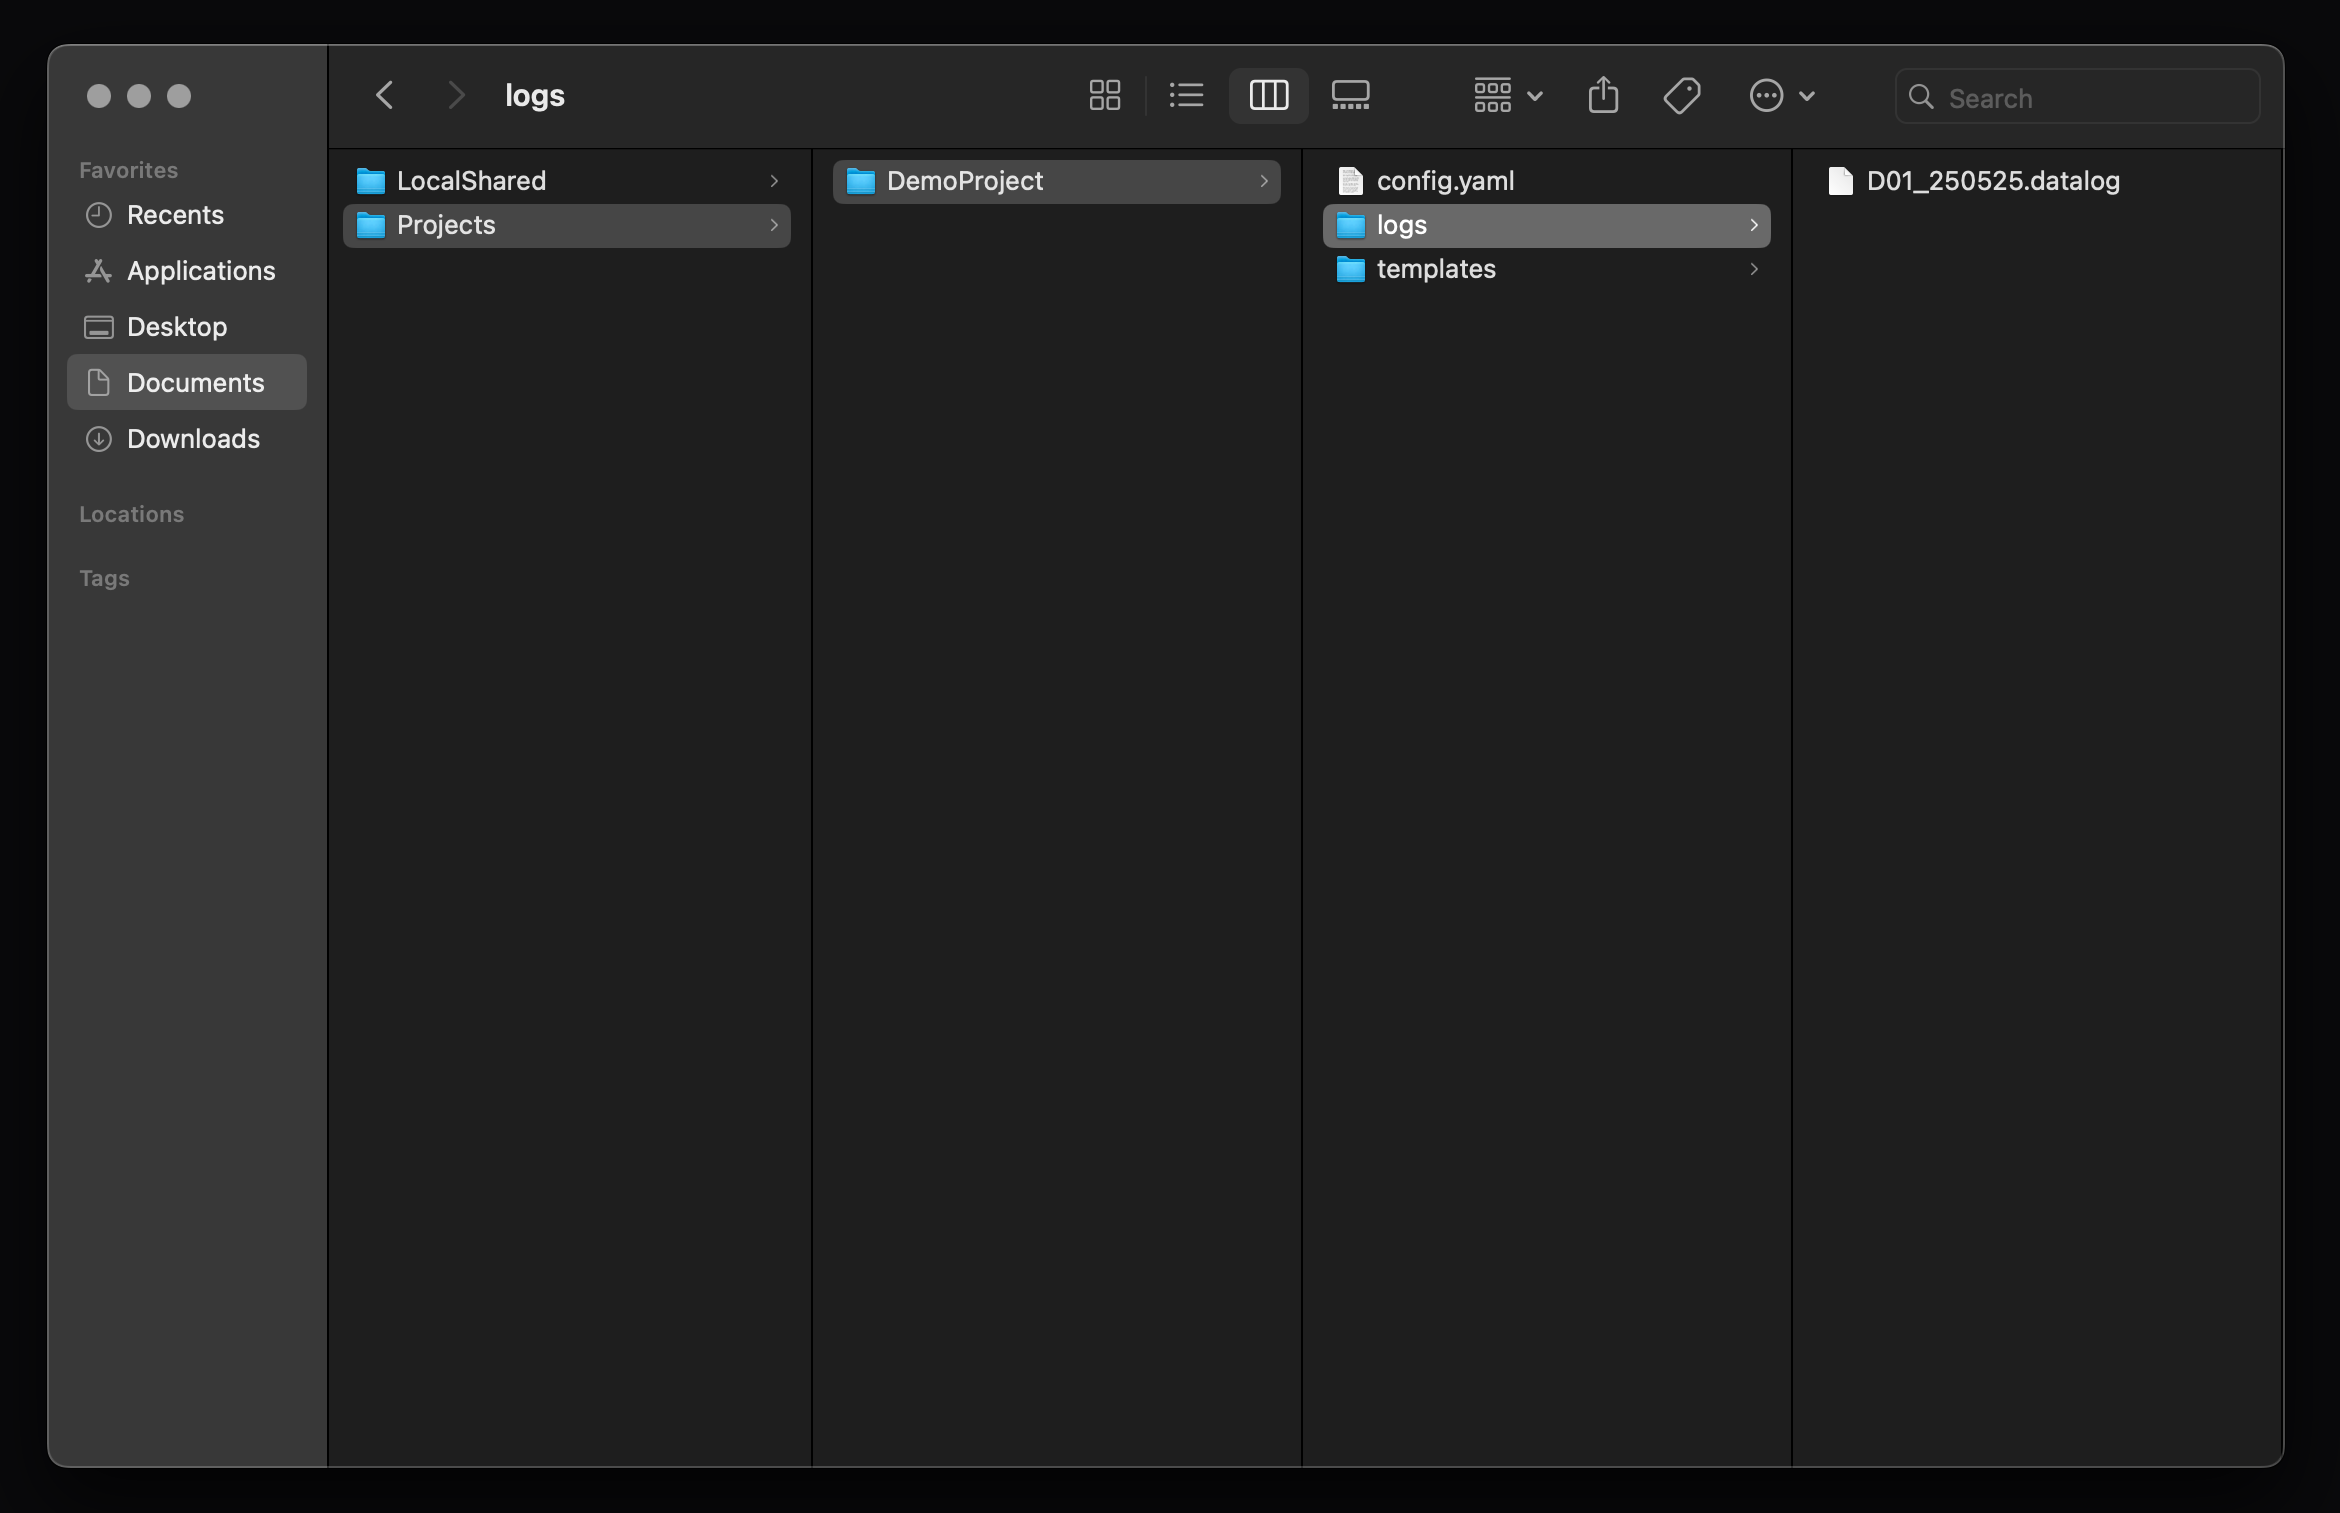 logs
Search
Favorites
Recents
Applications
Desktop
Documents
Downloads
Locations
Tags
LocalShared
Projects
DemoProject
config.yaml
logs
templates
D01_250525.datalog